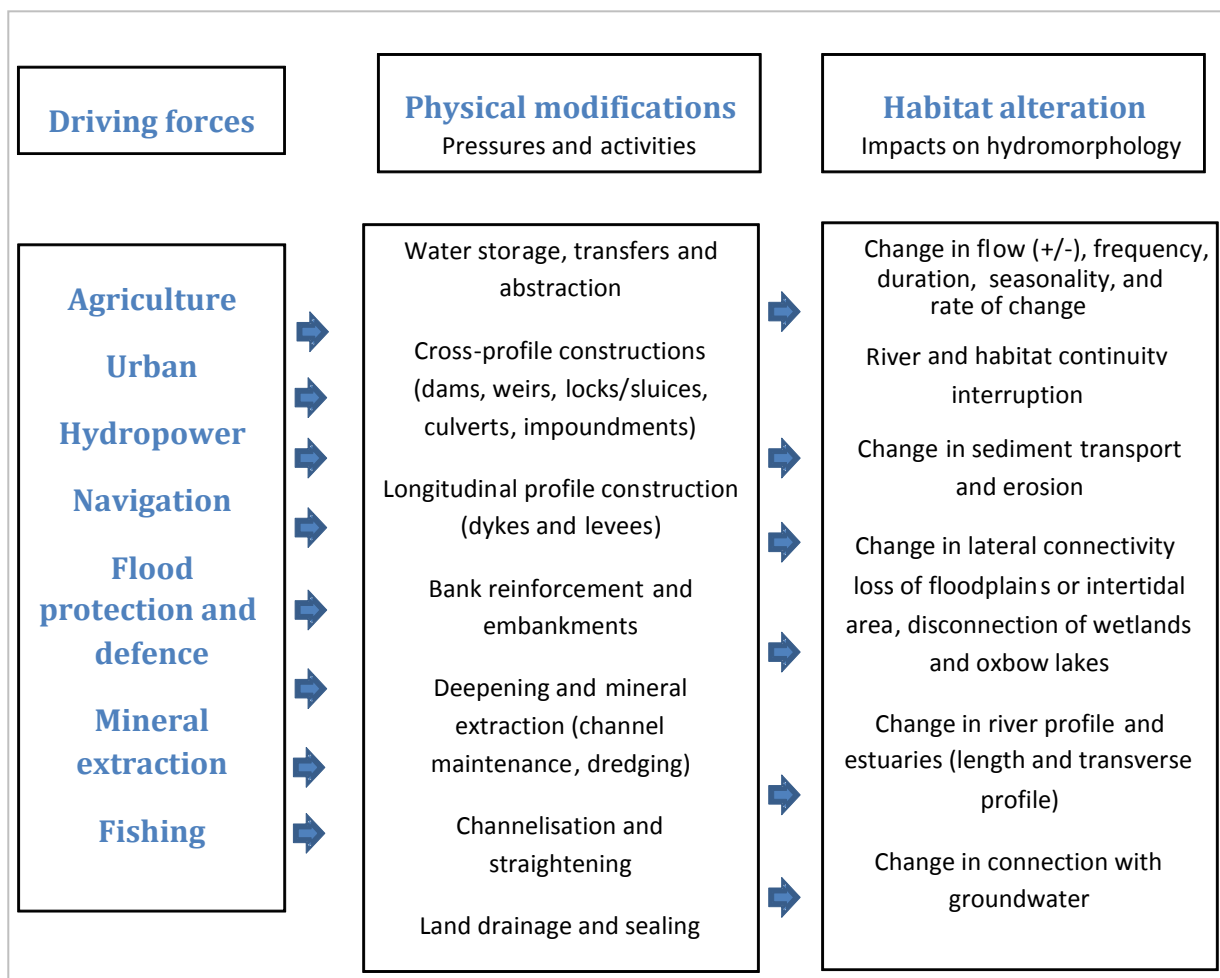 Driving forces
Physical modifications
Pressures and activities
Habitat alteration
Impacts on hydromorphology
Agriculture
Urban
Hydropower
Navigation
Flood
protection and
defence
Mineral
extraction
Fishing
Water storage, transfers and
abstraction
Cross-profile constructions
(dams, weirs, locks/sluices,
culverts, impoundments)
Longitudinal profile construction
(dykes and levees)
Bank reinforcement and
embankments
Deepening and mineral
extraction (channel
maintenance, dredging)
Channelisation and
straightening
Land drainage and sealing
Change in flow (+/-), frequency,
duration, seasonality, and
rate of change
River and habitat continuity
interruption
Change in sediment transport
and erosion
Change in lateral connectivity
loss of floodplains or intertidal
area, disconnection of wetlands
and oxbow lakes
Change in river profile and
estuaries (length and transverse
profile)
Change in connection with
groundwater